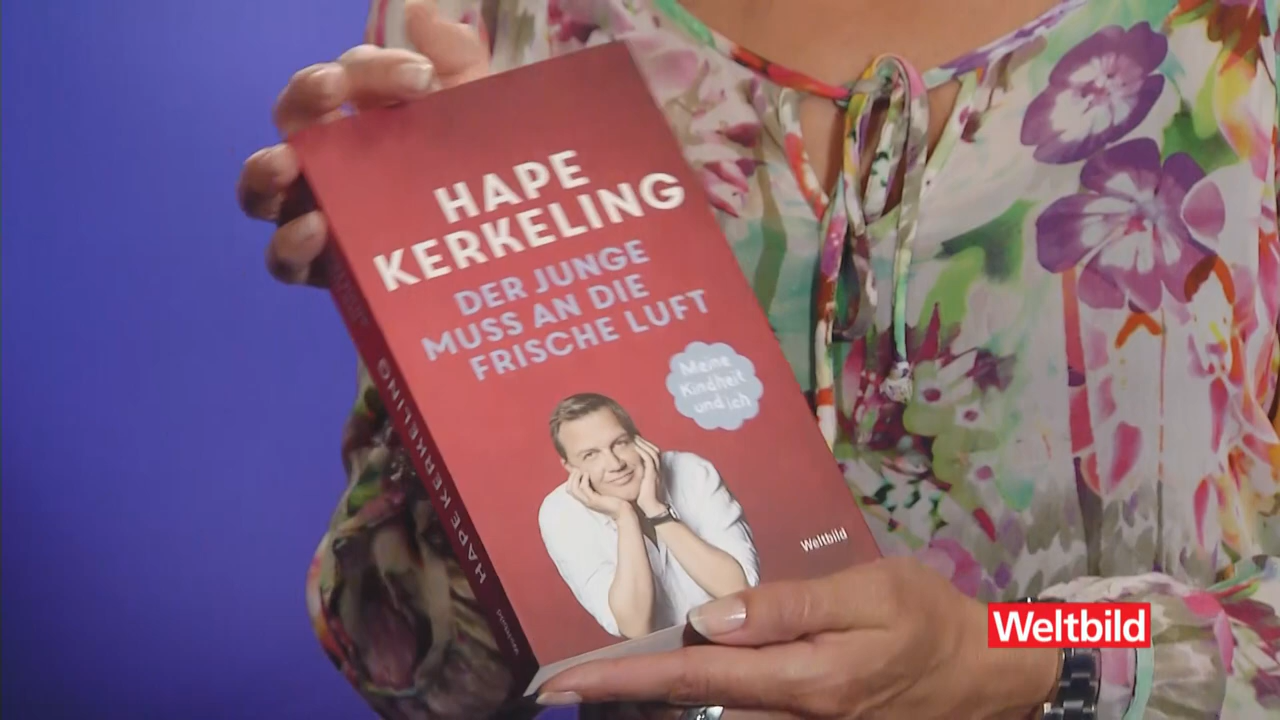 HAPE
KERKELING
DER JUNGE
MUSS AN DIE
FRISCHE LUFT
Meine
Kindheit
und ich
Weltbild
HAPE KERKELING
Weltbild